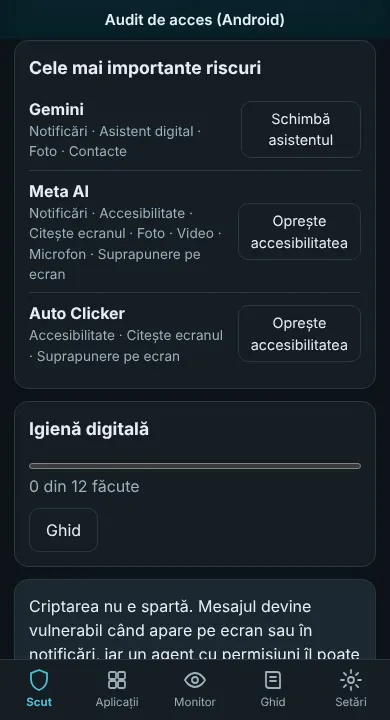 Audit de acces (Android)
Cele mai importante riscuri
Gemini
Notificări · Asistent digital ·
Foto · Contacte
Schimbă
asistentul
Meta AI
Notificări · Accesibilitate ·
Citește ecranul · Foto · Video ·
Microfon · Suprapunere pe
ecran
Oprește
accesibilitatea
Auto Clicker
Accesibilitate · Citește ecranul
· Suprapunere pe ecran
Oprește
accesibilitatea
Igienă digitală
0 din 12 făcute
Ghid
Criptarea nu e spartă. Mesajul devine
vulnerabil când apare pe ecran sau în
notificări, iar un agent cu permisiuni îl poate
Scut
Aplicații
Monitor
Ghid
Setări